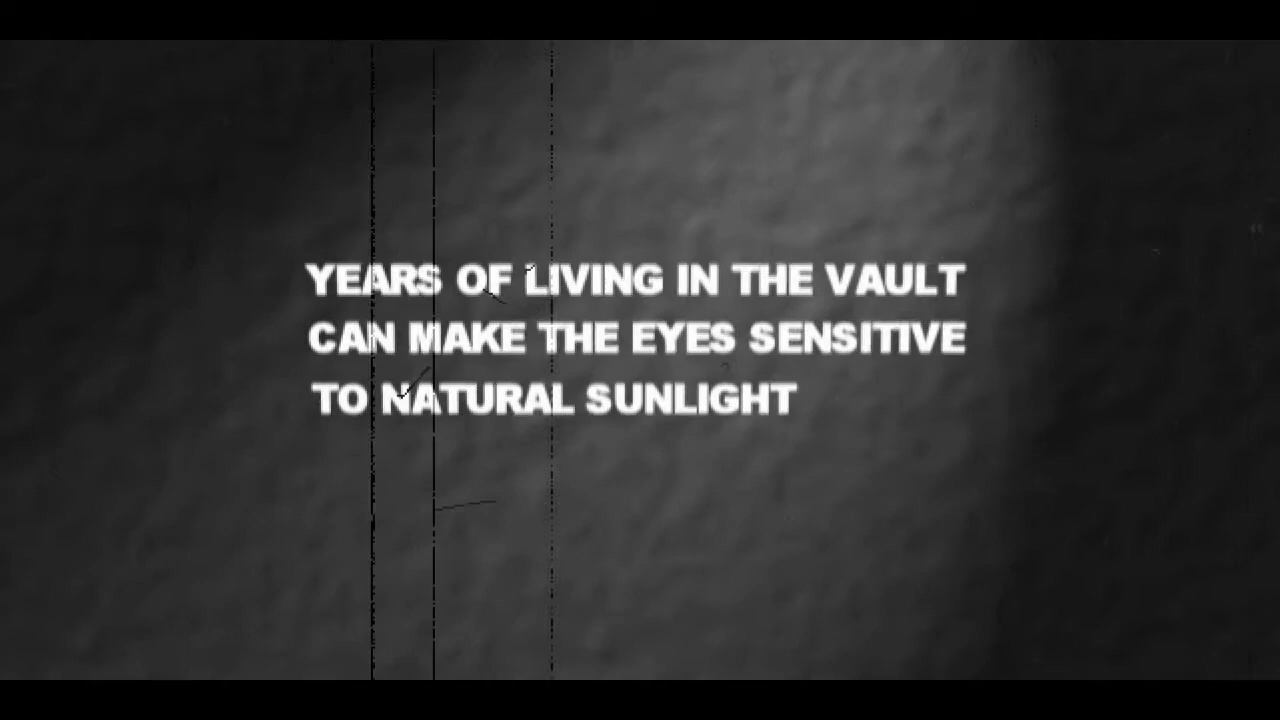 YEARS OF LIVING IN THE VAULT
CAN MAKE THE EYES SENSITIVE
TO NATURAL SUNLIGHT